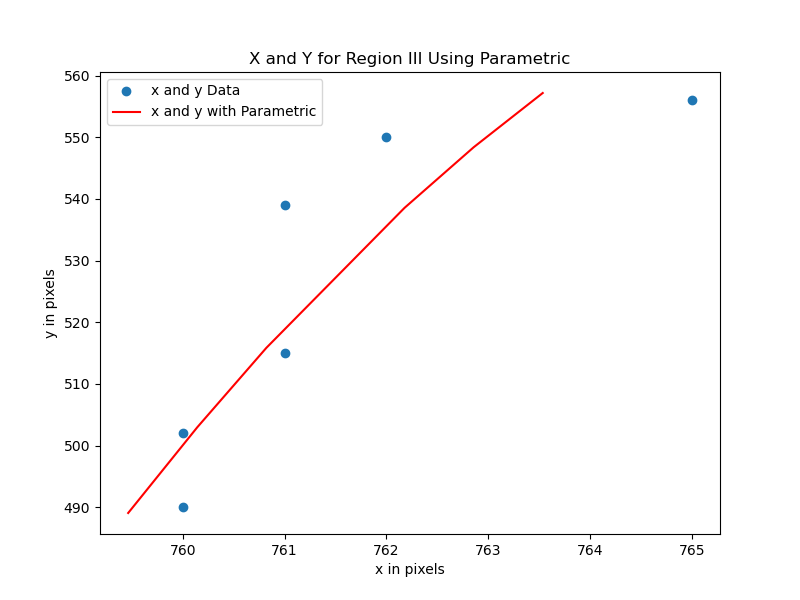 X and Y for Region III Using Parametric
x and y Data
x and y with Parametric
560
550
540
530
520
510
500
490
y in pixels
760 761 762 763 764 765
x in pixels